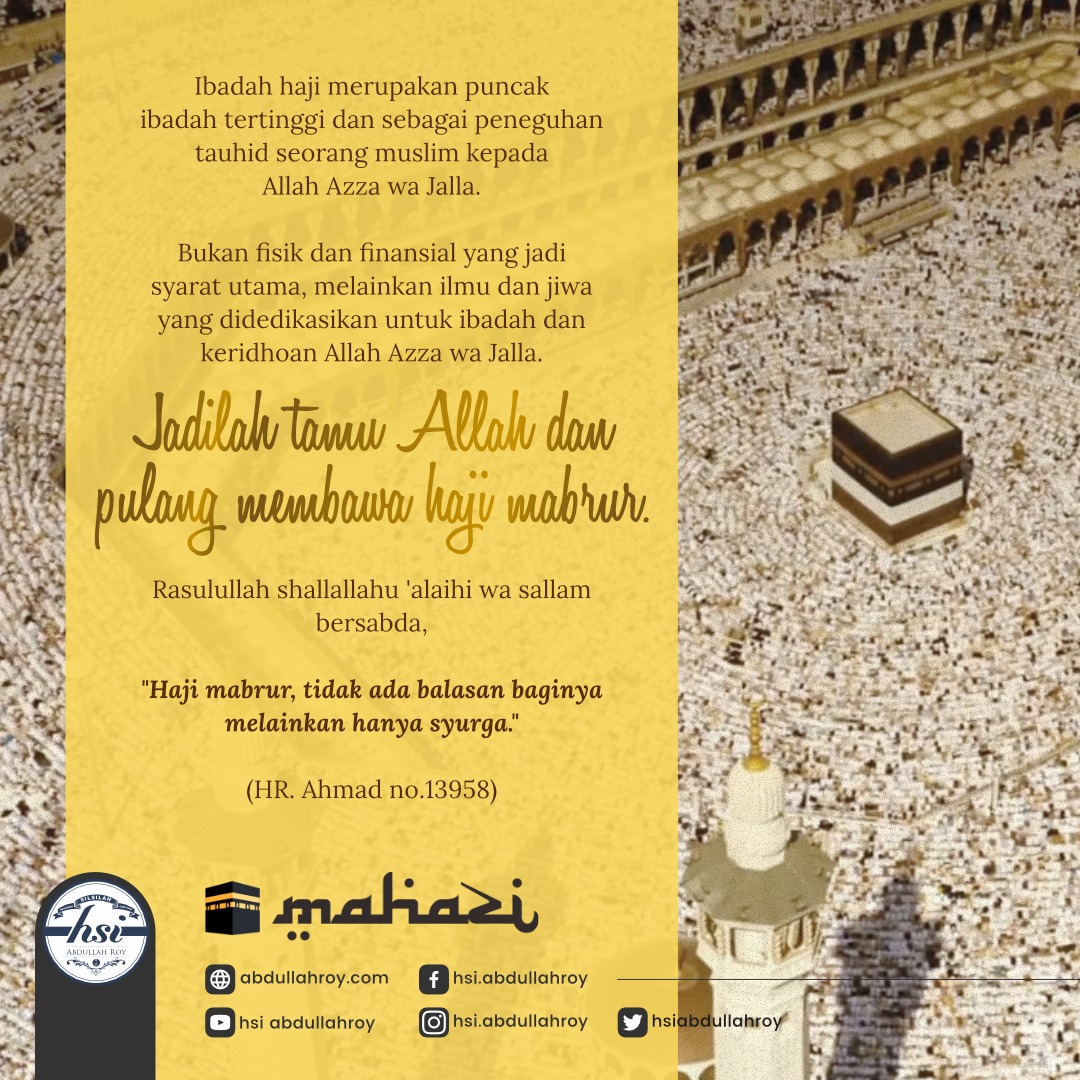 Ibadah haji merupakan puncak
ibadah tertinggi dan sebagai peneguhan
tauhid seorang muslim kepada
Allah Azza wa Jalla.
Bukan fisik dan finansial yang jadi
syarat utama, melainkan ilmu dan jiwa
yang didedikasikan untuk ibadah dan
keridhoan Allah Azza wa Jalla.
Jadilah tamu Allah dan
pulang membawa haji mabrur.
Rasulullah shallallahu 'alaihi wa sallam
bersabda,
"Haji mabrur, tidak ada balasan baginya
melainkan hanya syurga."
(HR. Ahmad no.13958)
SILSILAH
hsi
ABDULLAH ROY
mahazi
abdullahroy.com
hsi.abdullahroy
hsi abdullahroy
hsi.abdullahroy
hsiabdullahroy